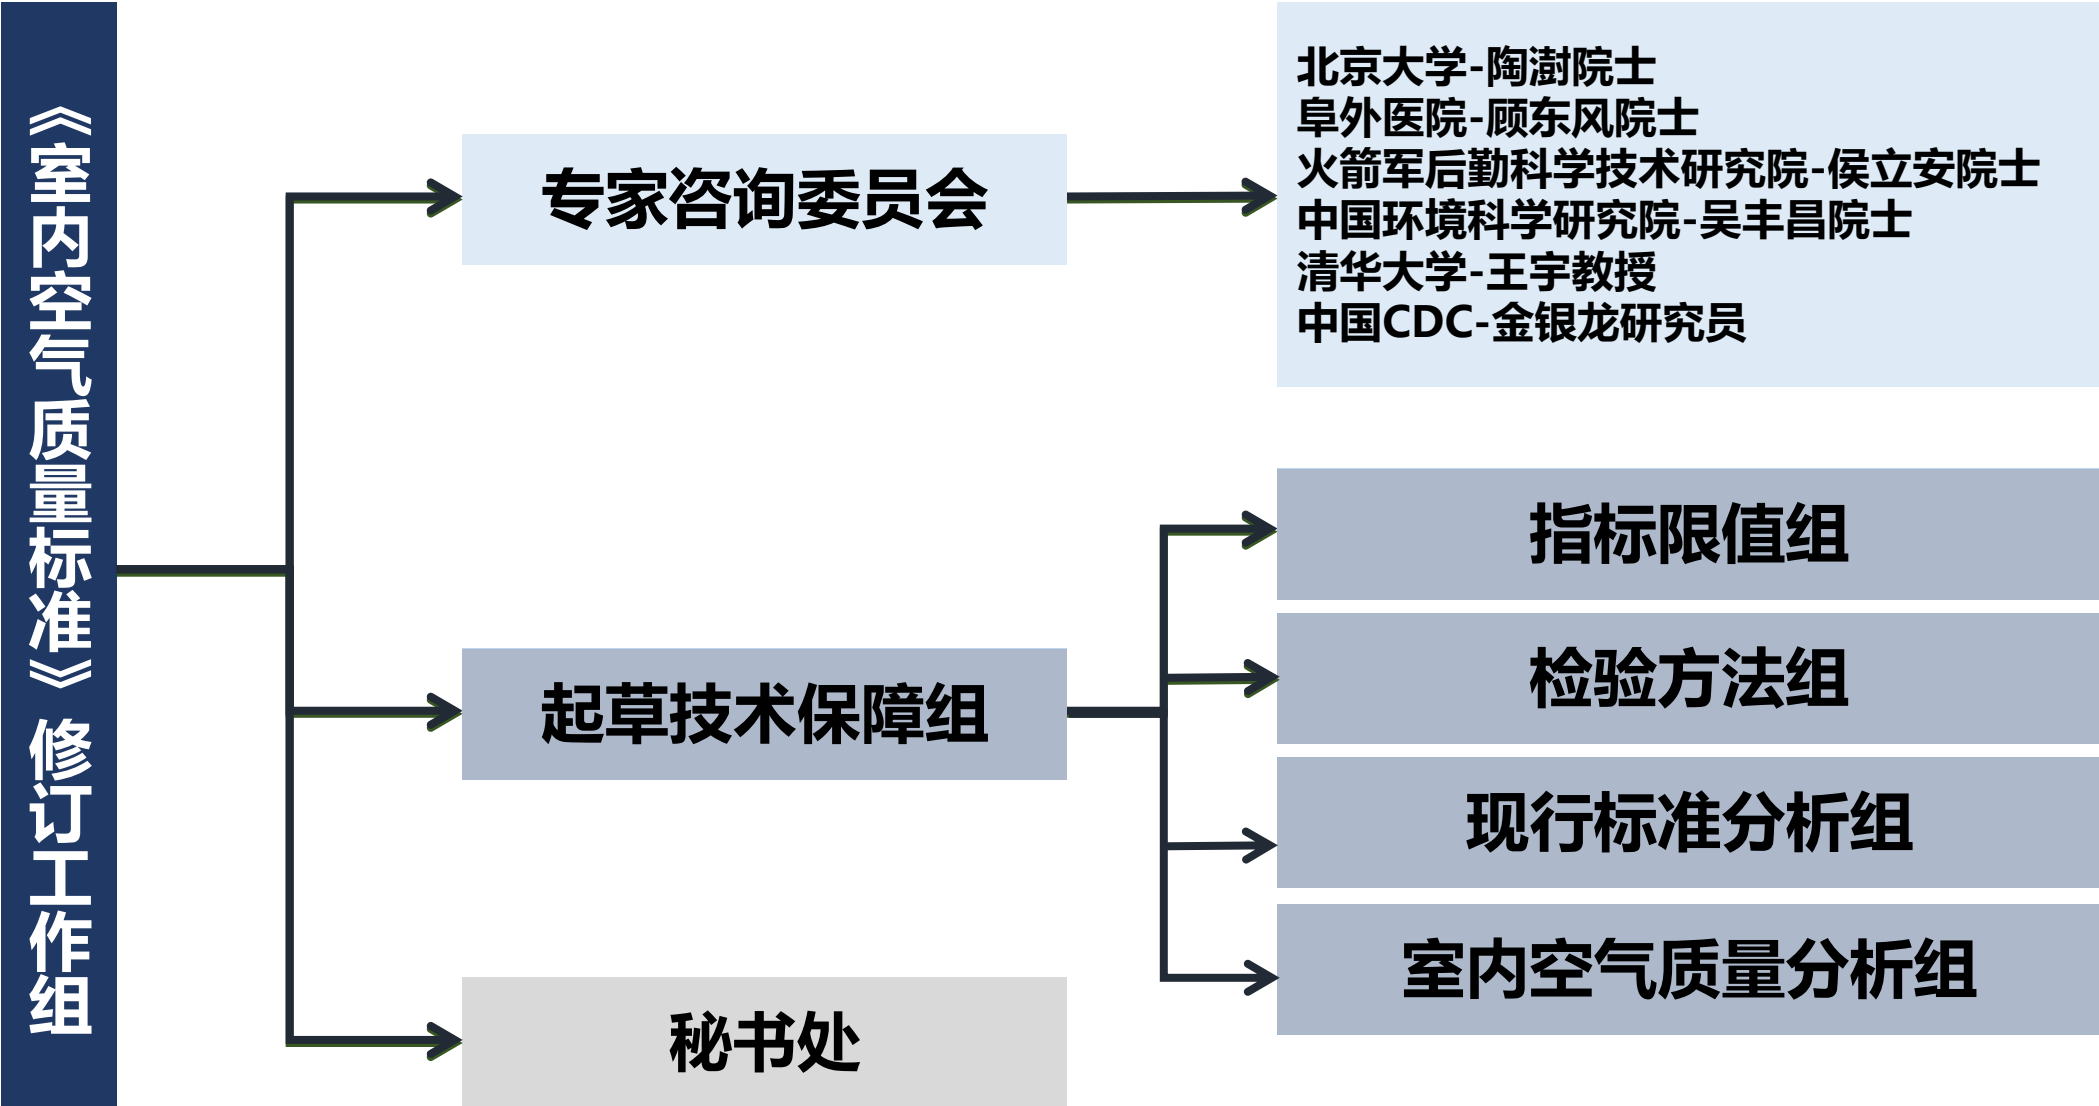 《室内空气质量标准》修订工作组
专家咨询委员会
北京大学-陶澍院士
阜外医院-顾东风院士
火箭军后勤科学技术研究院-侯立安院士
中国环境科学研究院-吴丰昌院士
清华大学-王宇教授
中国CDC-金银龙研究员
起草技术保障组
指标限值组
检验方法组
现行标准分析组
室内空气质量分析组
秘书处